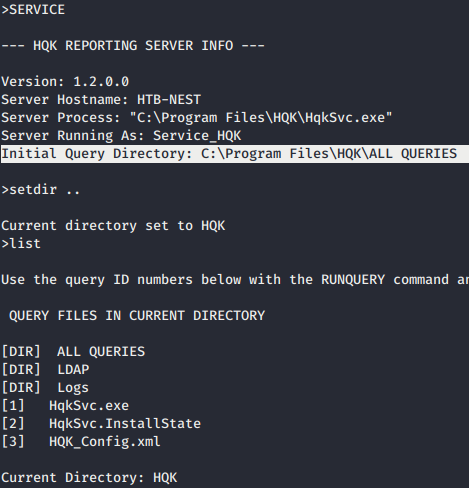 >SERVICE
--- HQK REPORTING SERVER INFO ---
Version: 1.2.0.0
Server Hostname: HTB-NEST
Server Process: "C:\Program Files\HQK\HqkSvc.exe"
Server Running As: Service_HQK
Initial Query Directory: C:\Program Files\HQK\ALL QUERIES
>setdir ..
Current directory set to HQK
>list
Use the query ID numbers below with the RUNQUERY command
QUERY FILES IN CURRENT DIRECTORY
[DIR]  ALL QUERIES
[DIR]  LDAP
[DIR]  Logs
[1]   HqkSvc.exe
[2]   HqkSvc.InstallState
[3]   HQK_Config.xml
Current Directory: HQK